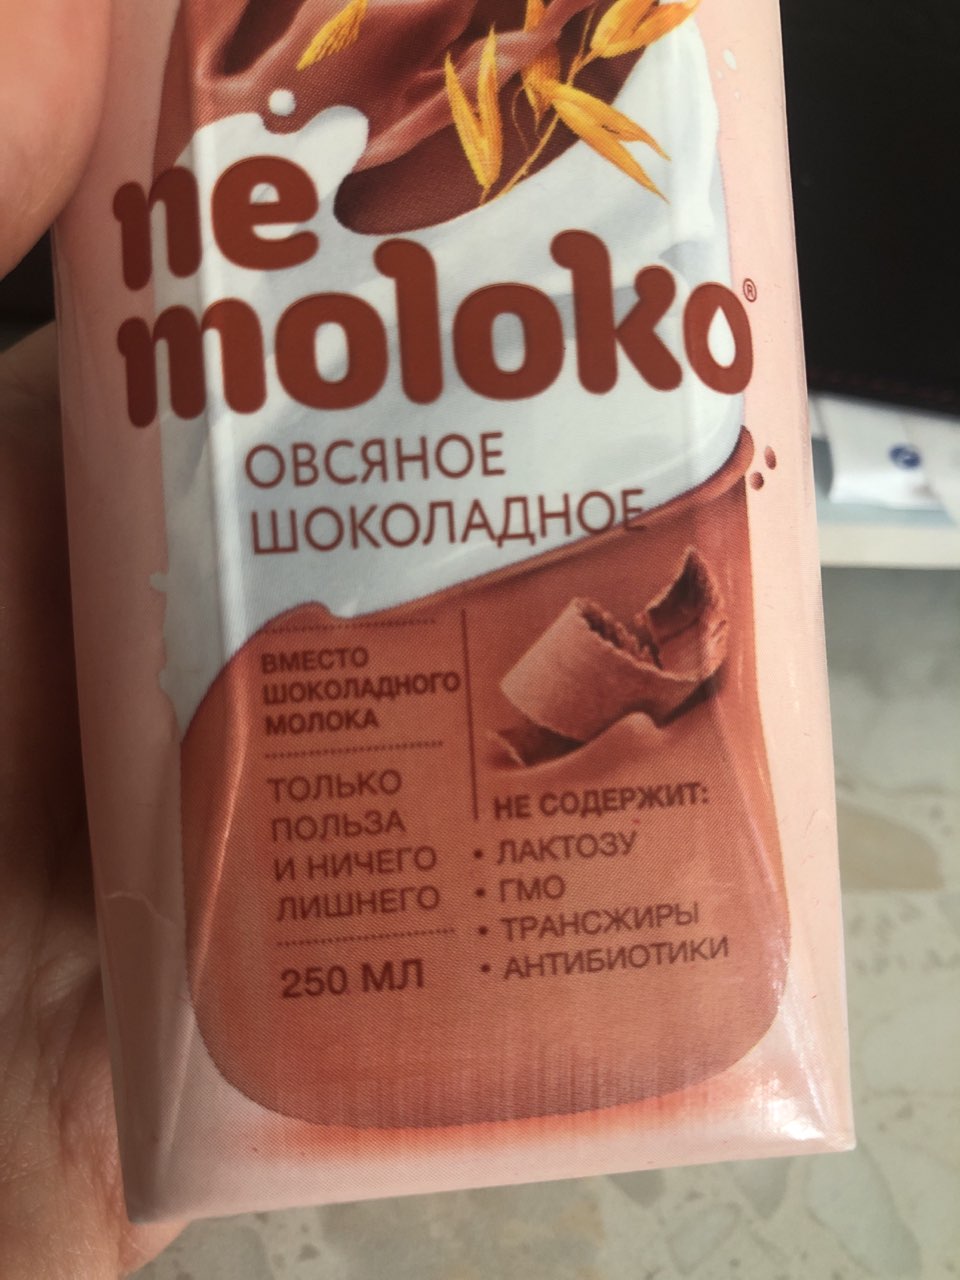 ne
moloko®
ОВСЯНОЕ
ШОКОЛАДНОЕ
ВМЕСТО
ШОКОЛАДНОГО
МОЛОКА
ТОЛЬКО
ПОЛЬЗА
И НИЧЕГО
ЛИШНЕГО
250 МЛ
НЕ СОДЕРЖИТ:
• ЛАКТОЗУ
• ГМО
• ТРАНСЖИРЫ
• АНТИБИОТИКИ